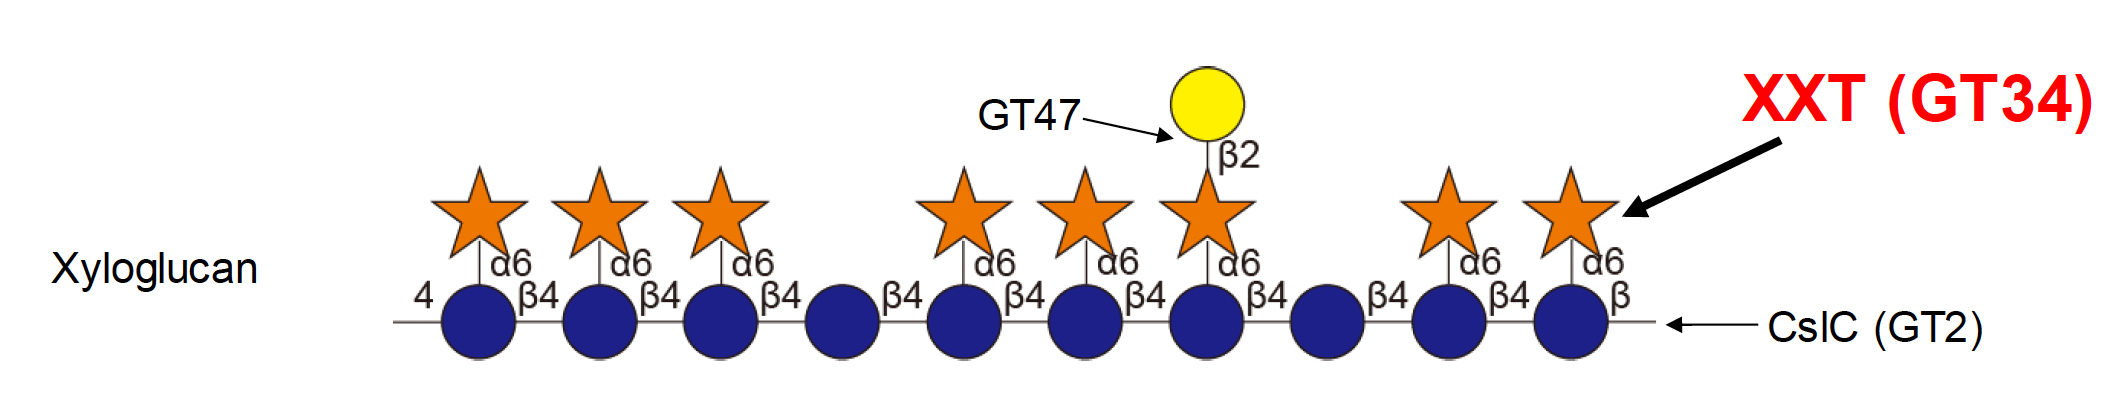 XXT (GT34)
GT47
β2
α6 α6 α6 α6 α6 α6 α6 α6
Xyloglucan
4 β4 β4 β4 β4 β4 β4 β4 β4 β4 β
CslC (GT2)